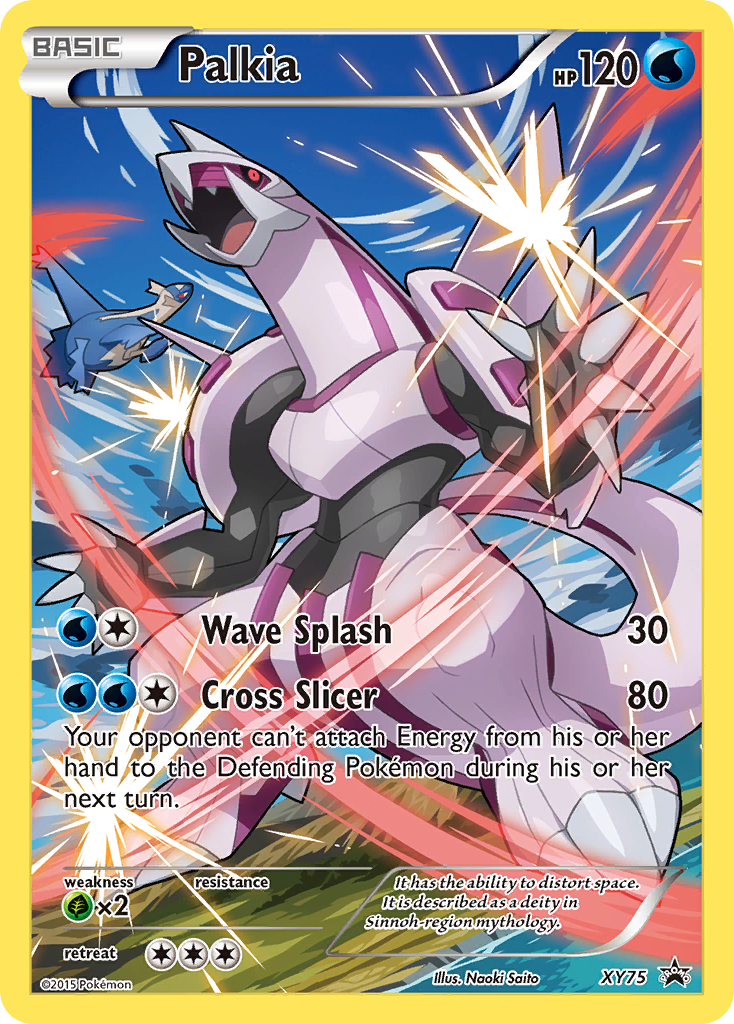 BASIC
Palkia
HP120
Wave Splash 30
Cross Slicer 80
Your opponent can't attach Energy from his or her
hand to the Defending Pokémon during his or her
next turn.
weakness resistance
×2
It has the ability to distort space.
It is described as a deity in
Sinnoh-region mythology.
retreat
©2015 Pokémon
Illus. Naoki Saito
XY75
PROMO